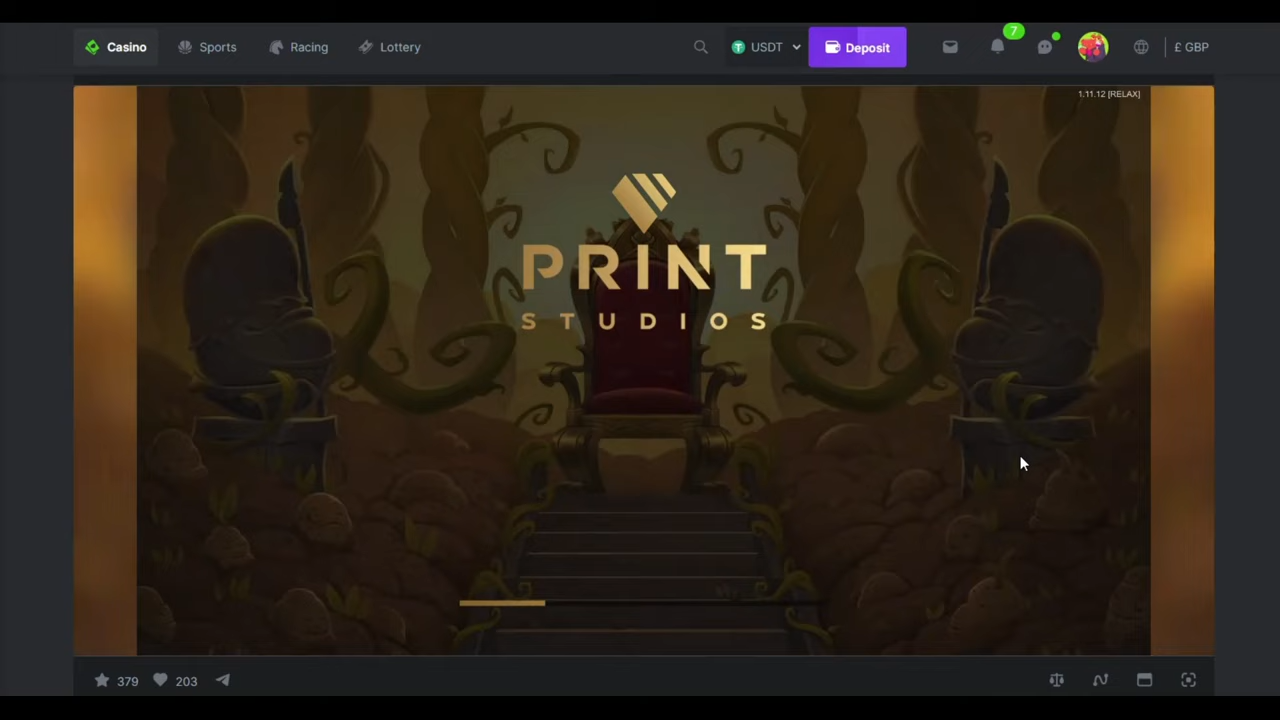 Casino Sports Racing Lottery USDT Deposit 7 £ GBP
1.11.12 [RELAX]
PRINT
STUDIOS
379 203